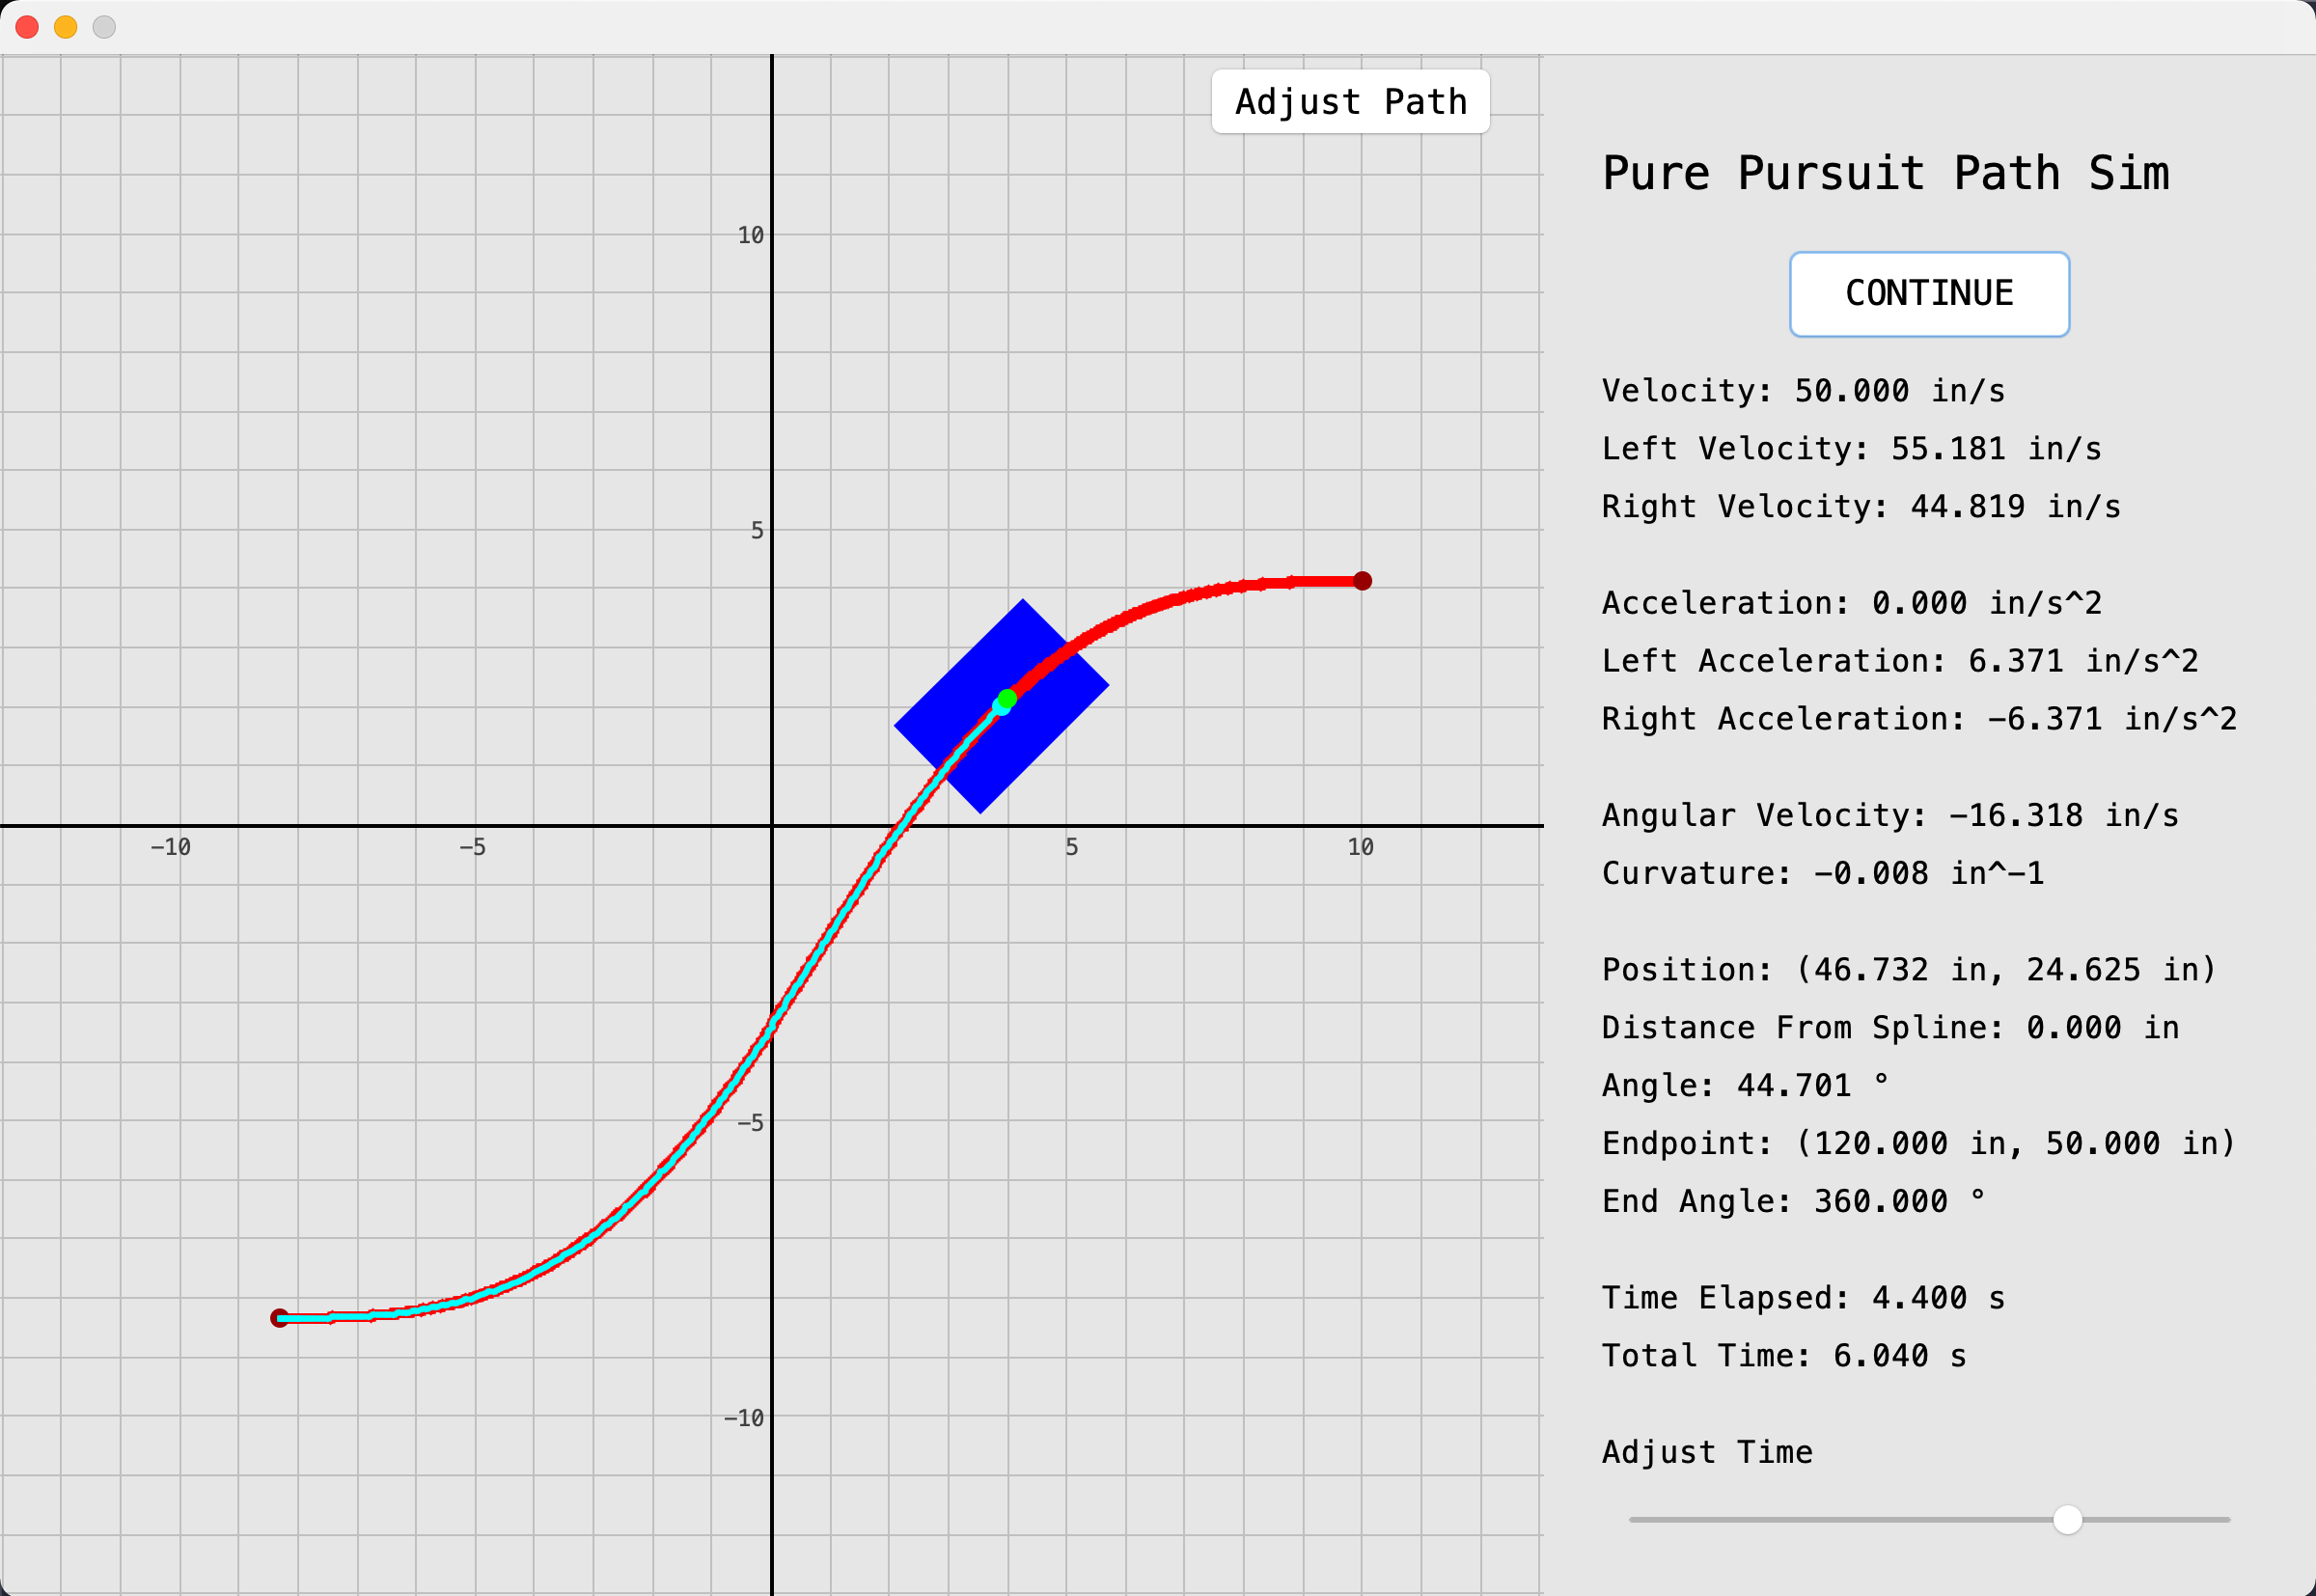 Adjust Path
10
5
-10
-5
5
10
-5
-10
Pure Pursuit Path Sim
CONTINUE
Velocity: 50.000 in/s
Left Velocity: 55.181 in/s
Right Velocity: 44.819 in/s
Acceleration: 0.000 in/s^2
Left Acceleration: 6.371 in/s^2
Right Acceleration: -6.371 in/s^2
Angular Velocity: -16.318 in/s
Curvature: -0.008 in^-1
Position: (46.732 in, 24.625 in)
Distance From Spline: 0.000 in
Angle: 44.701 °
Endpoint: (120.000 in, 50.000 in)
End Angle: 360.000 °
Time Elapsed: 4.400 s
Total Time: 6.040 s
Adjust Time